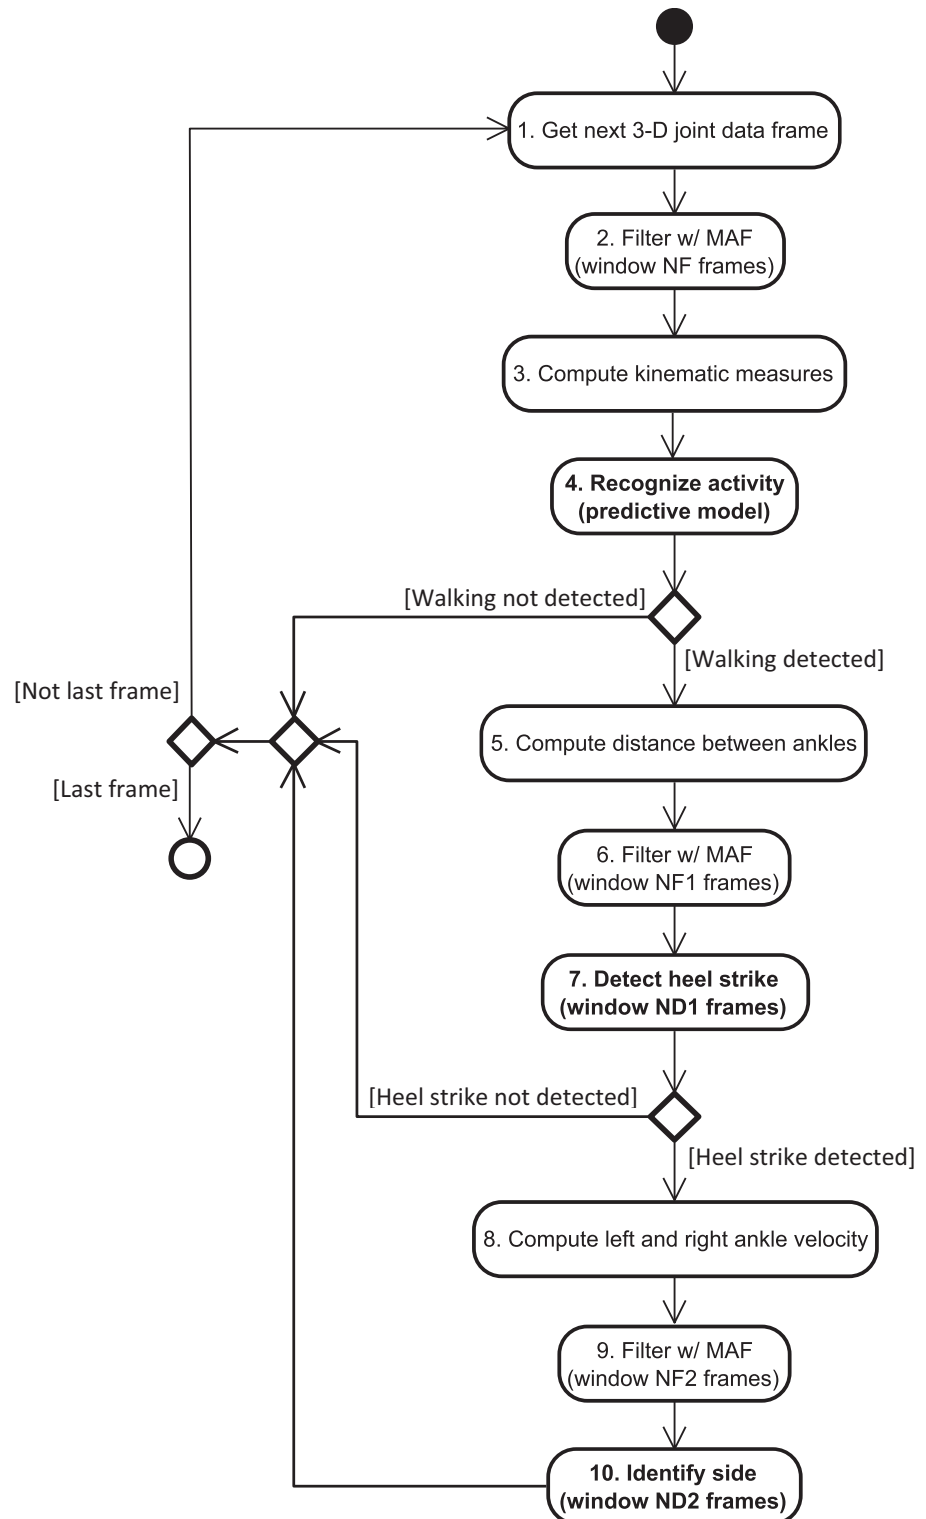 1. Get next 3-D joint data frame
2. Filter w/ MAF
(window NF frames)
3. Compute kinematic measures
4. Recognize activity
(predictive model)
[Walking not detected]
[Walking detected]
[Not last frame]
5. Compute distance between ankles
[Last frame]
6. Filter w/ MAF
(window NF1 frames)
7. Detect heel strike
(window ND1 frames)
[Heel strike not detected]
[Heel strike detected]
8. Compute left and right ankle velocity
9. Filter w/ MAF
(window NF2 frames)
10. Identify side
(window ND2 frames)